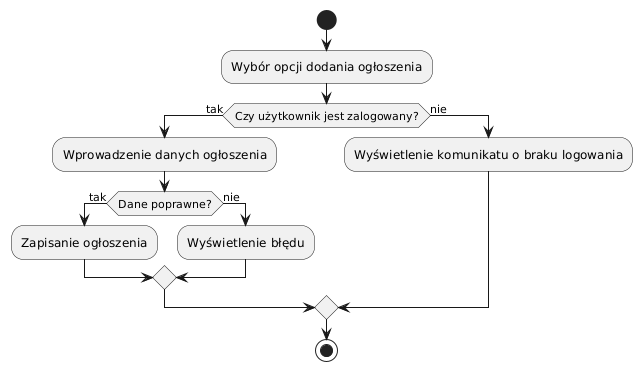 Wybór opcji dodania ogłoszenia
tak
Czy użytkownik jest zalogowany?
nie
Wprowadzenie danych ogłoszenia
Wyświetlenie komunikatu o braku logowania
tak
Dane poprawne?
nie
Zapisanie ogłoszenia
Wyświetlenie błędu